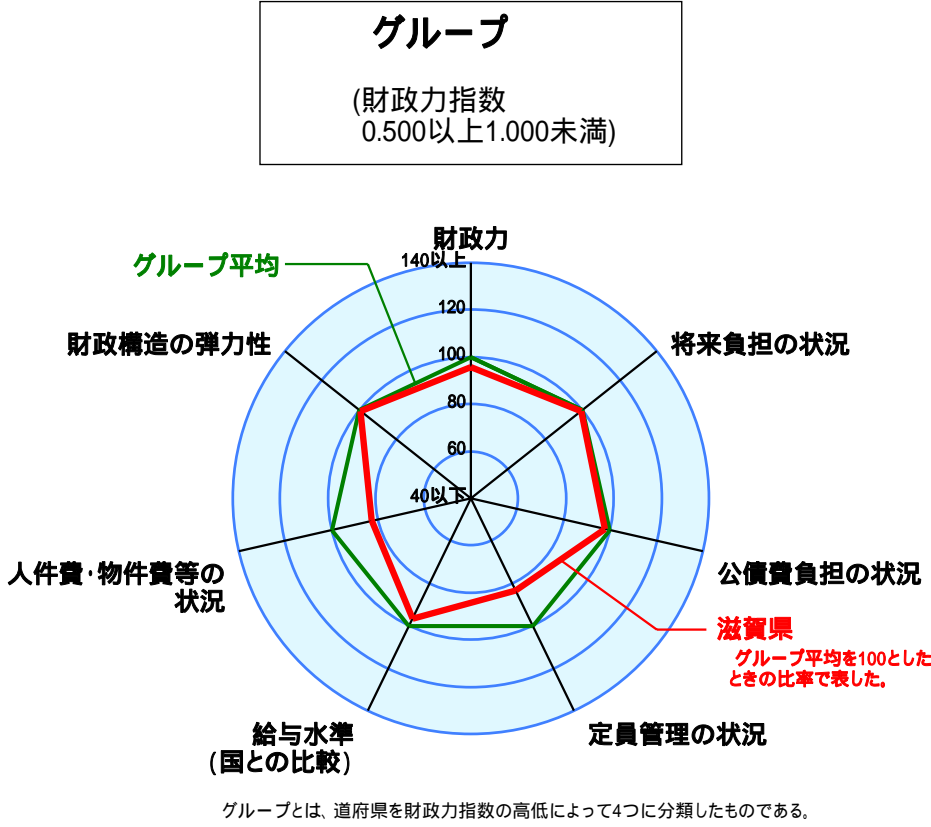 グループ
(財政力指数
0.500以上1.000未満)
財政力
140以上
グループ平均
120
財政構造の弾力性
将来負担の状況
100
80
60
40以下
人件費・物件費等の
状況
公債費負担の状況
滋賀県
グループ平均を100とした
ときの比率で表した。
給与水準
(国との比較)
定員管理の状況
グループとは、道府県を財政力指数の高低によって4つに分類したものである。